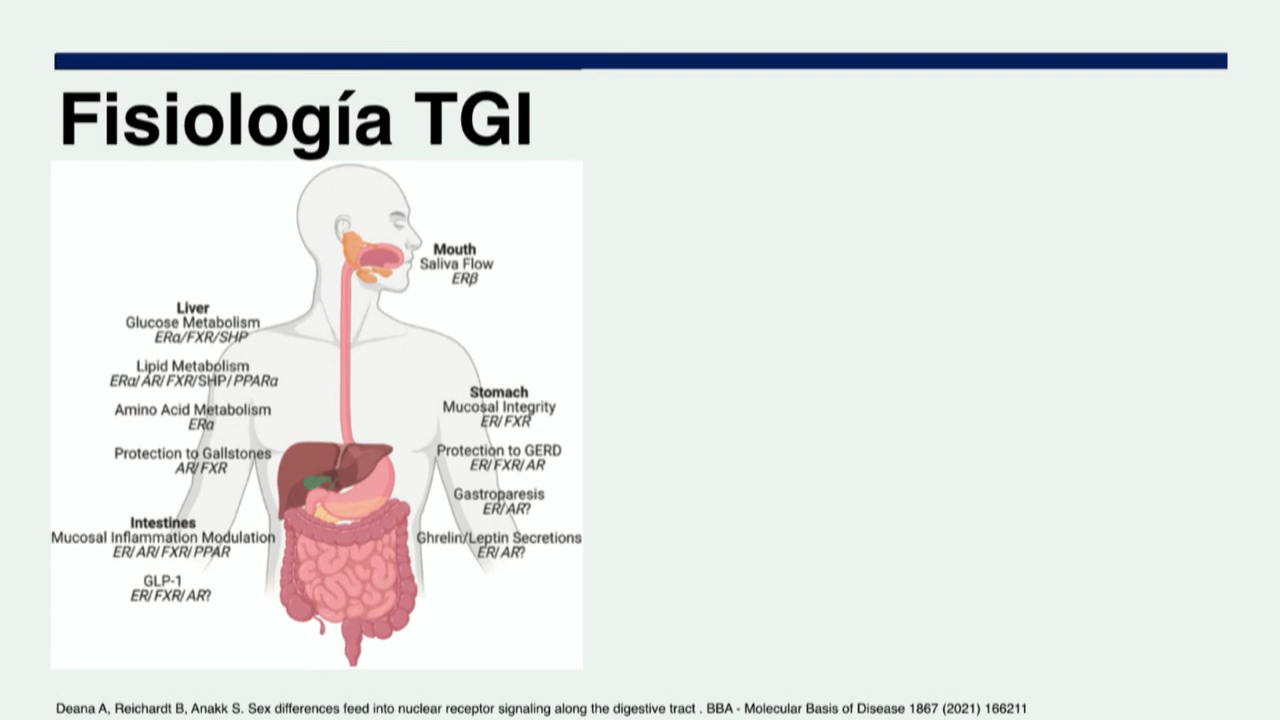 Fisiología TGI
Mouth
Saliva Flow
ERβ
Liver
Glucose Metabolism
ERα/FXR/SHP
Lipid Metabolism
ERα/AR/FXR/SHP/PPARα
Amino Acid Metabolism
ERα
Protection to Gallstones
AR/FXR
Stomach
Mucosal Integrity
ER/FXR
Protection to GERD
ER/FXR/AR
Gastroparesis
ER/AR?
Ghrelin/Leptin Secretions
ER/AR?
Intestines
Mucosal Inflammation Modulation
ER/AR/FXR/PPAR
GLP-1
ER/FXR/AR?
Deana A, Reichardt B, Anakk S. Sex differences feed into nuclear receptor signaling along the digestive tract . BBA - Molecular Basis of Disease 1867 (2021) 166211